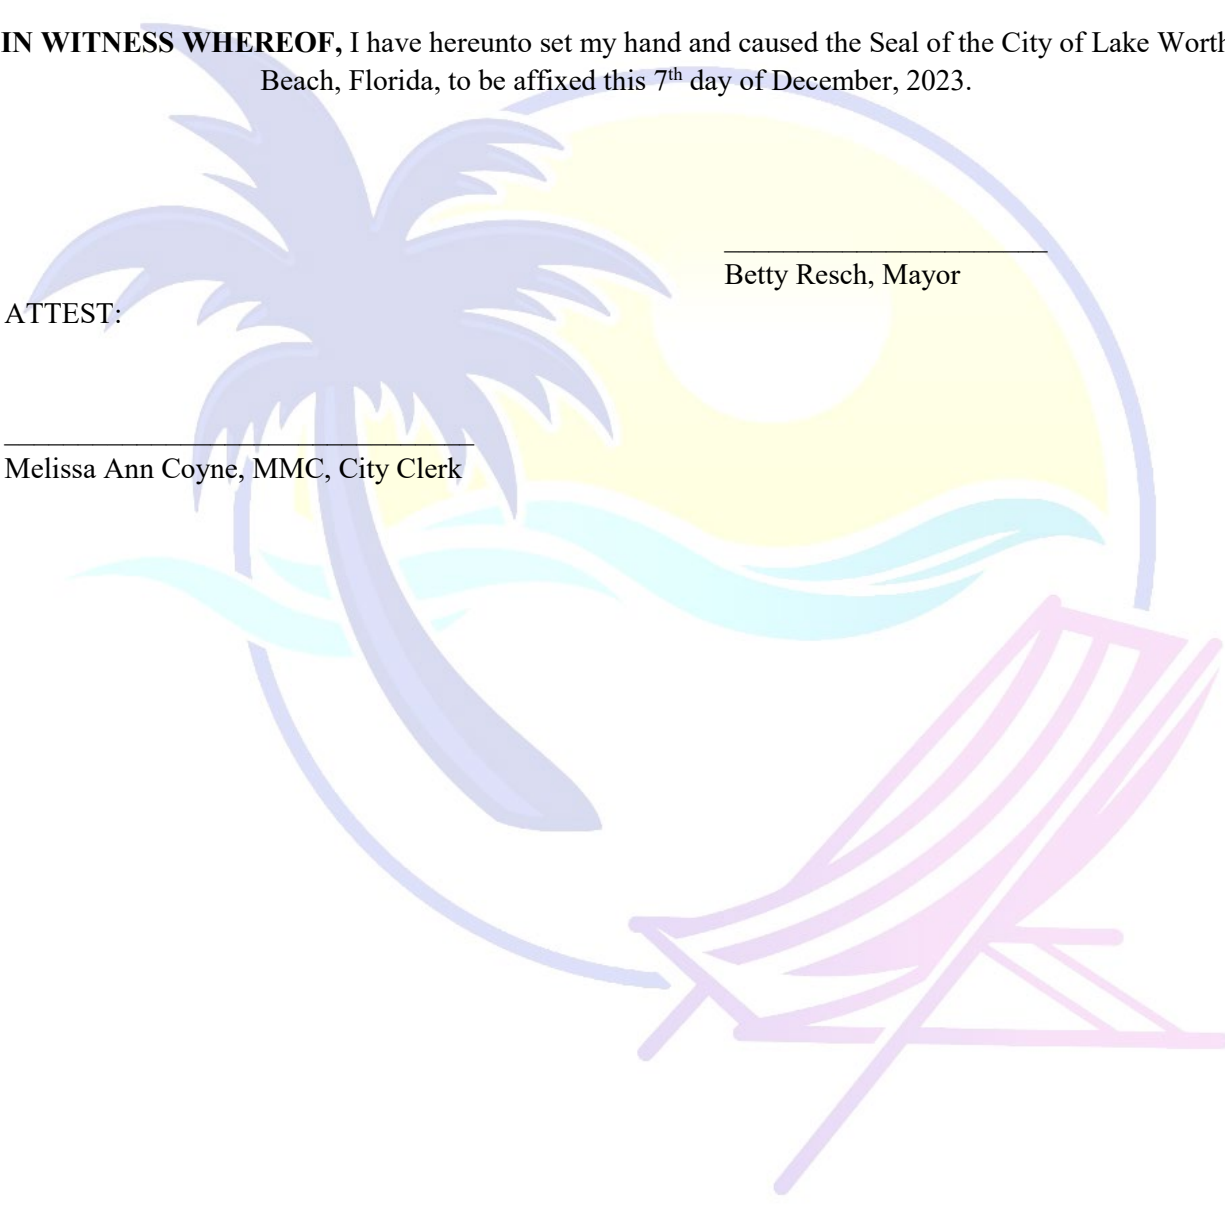 IN WITNESS WHEREOF, I have hereunto set my hand and caused the Seal of the City of Lake Worth
Beach, Florida, to be affixed this 7th day of December, 2023.
Betty Resch, Mayor
ATTEST:
Melissa Ann Coyne, MMC, City Clerk